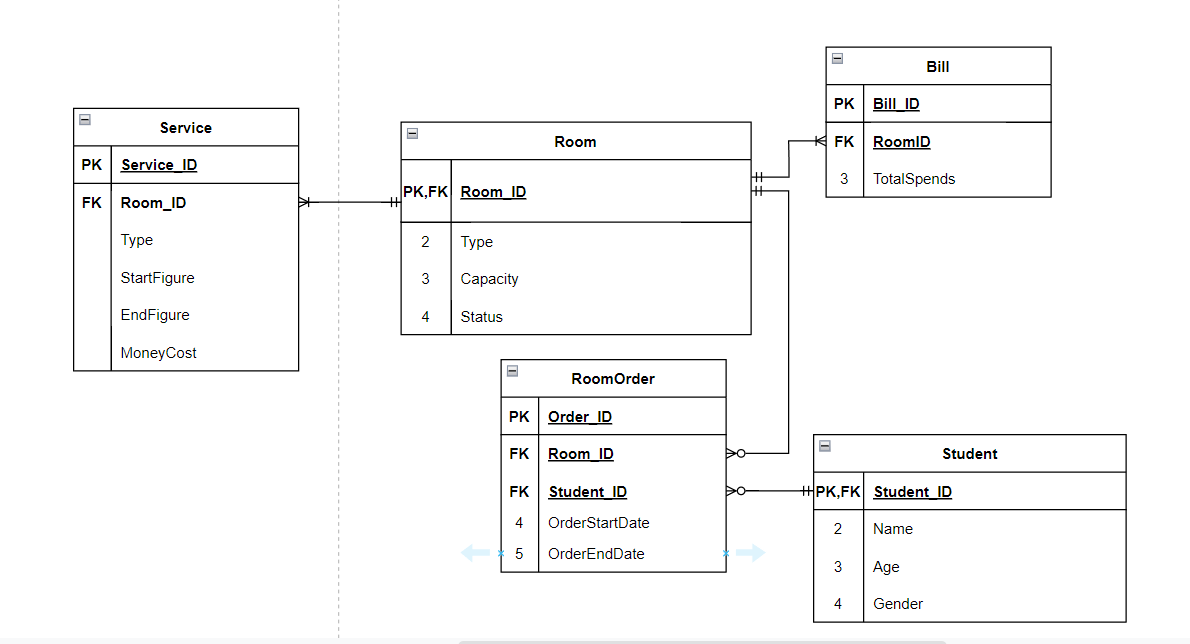 Service
PK Service_ID
FK Room_ID
Type
StartFigure
EndFigure
MoneyCost
Room
PK,FK Room_ID
2 Type
3 Capacity
4 Status
Bill
PK Bill_ID
FK RoomID
3 TotalSpends
RoomOrder
PK Order_ID
FK Room_ID
FK Student_ID
4 OrderStartDate
5 OrderEndDate
Student
PK,FK Student_ID
2 Name
3 Age
4 Gender